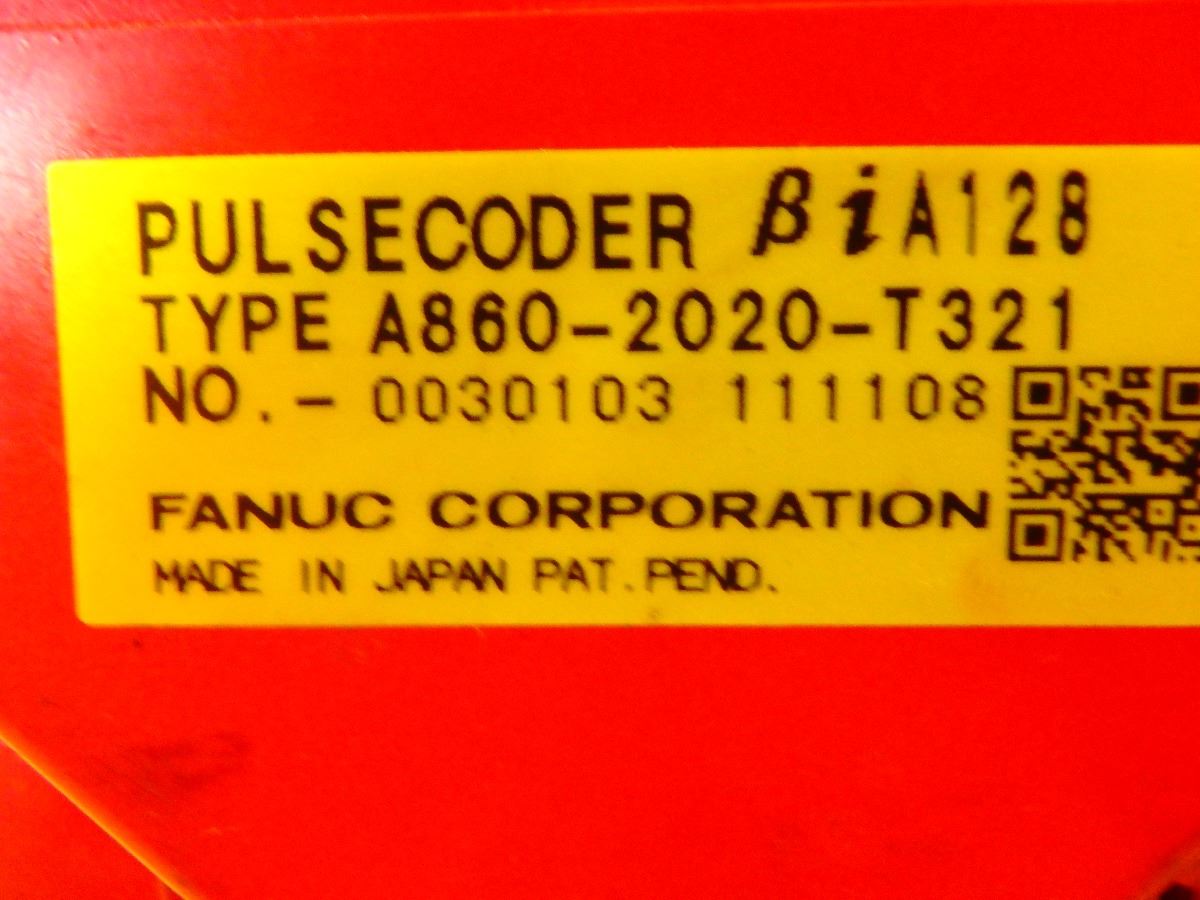 PULSECODER βiA128
TYPE A860-2020-T321
NO.- 0030103 111108
FANUC CORPORATION
MADE IN JAPAN PAT.PEND.